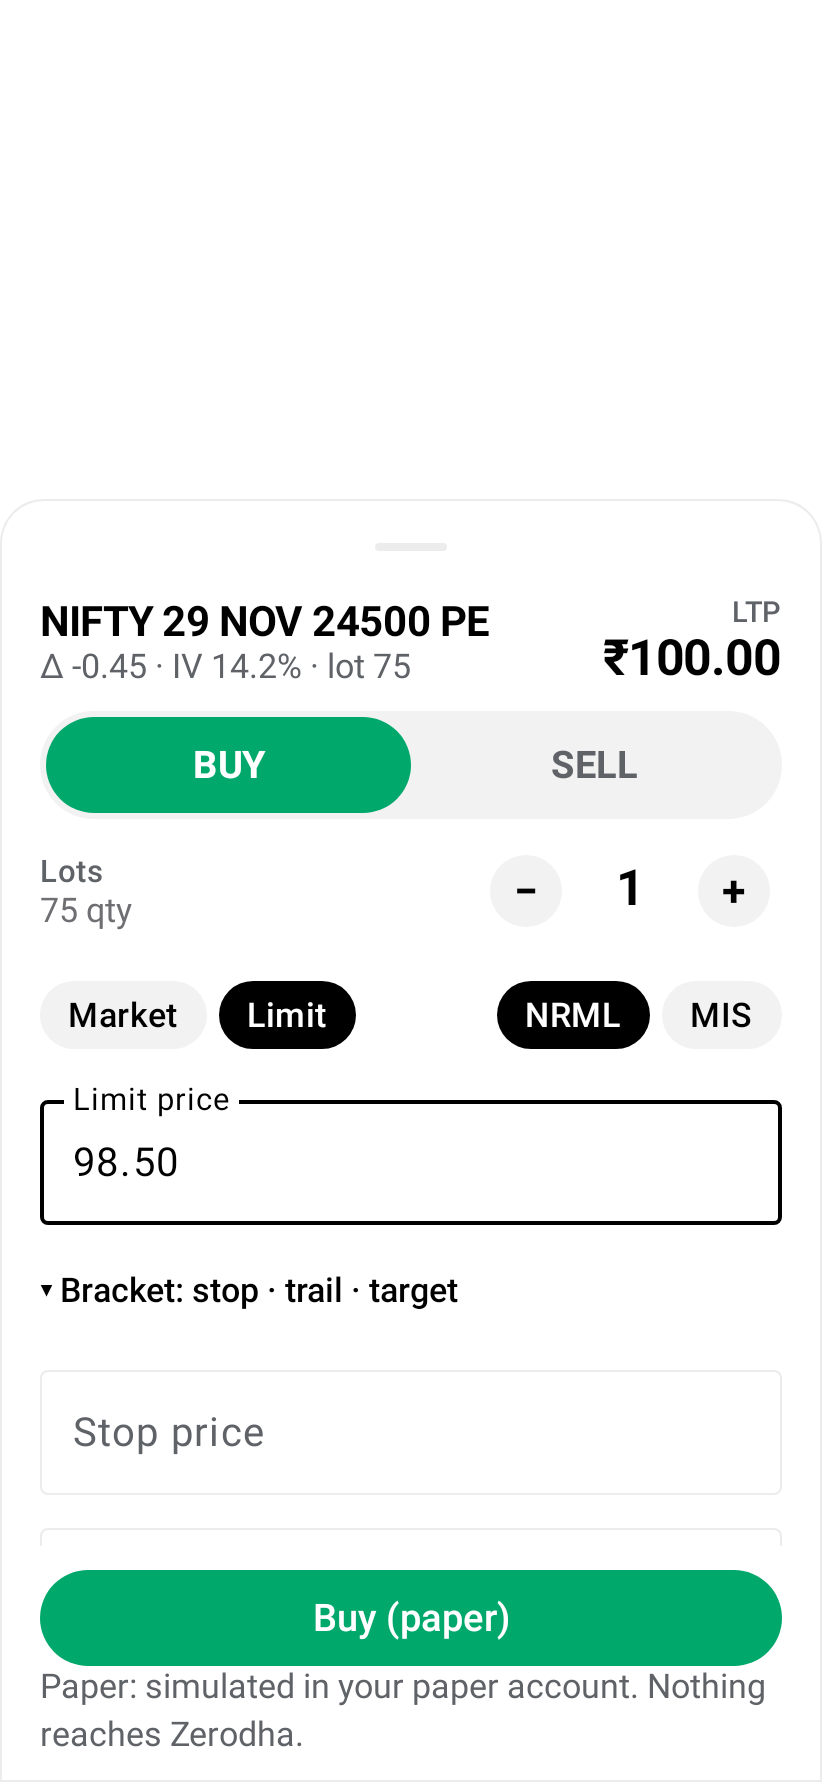 NIFTY 29 NOV 24500 PE
LTP
Δ -0.45 · IV 14.2% · lot 75
₹100.00
BUY
SELL
Lots
75 qty
−
1
+
Market
Limit
NRML
MIS
Limit price
98.50
▾ Bracket: stop · trail · target
Stop price
Buy (paper)
Paper: simulated in your paper account. Nothing
reaches Zerodha.